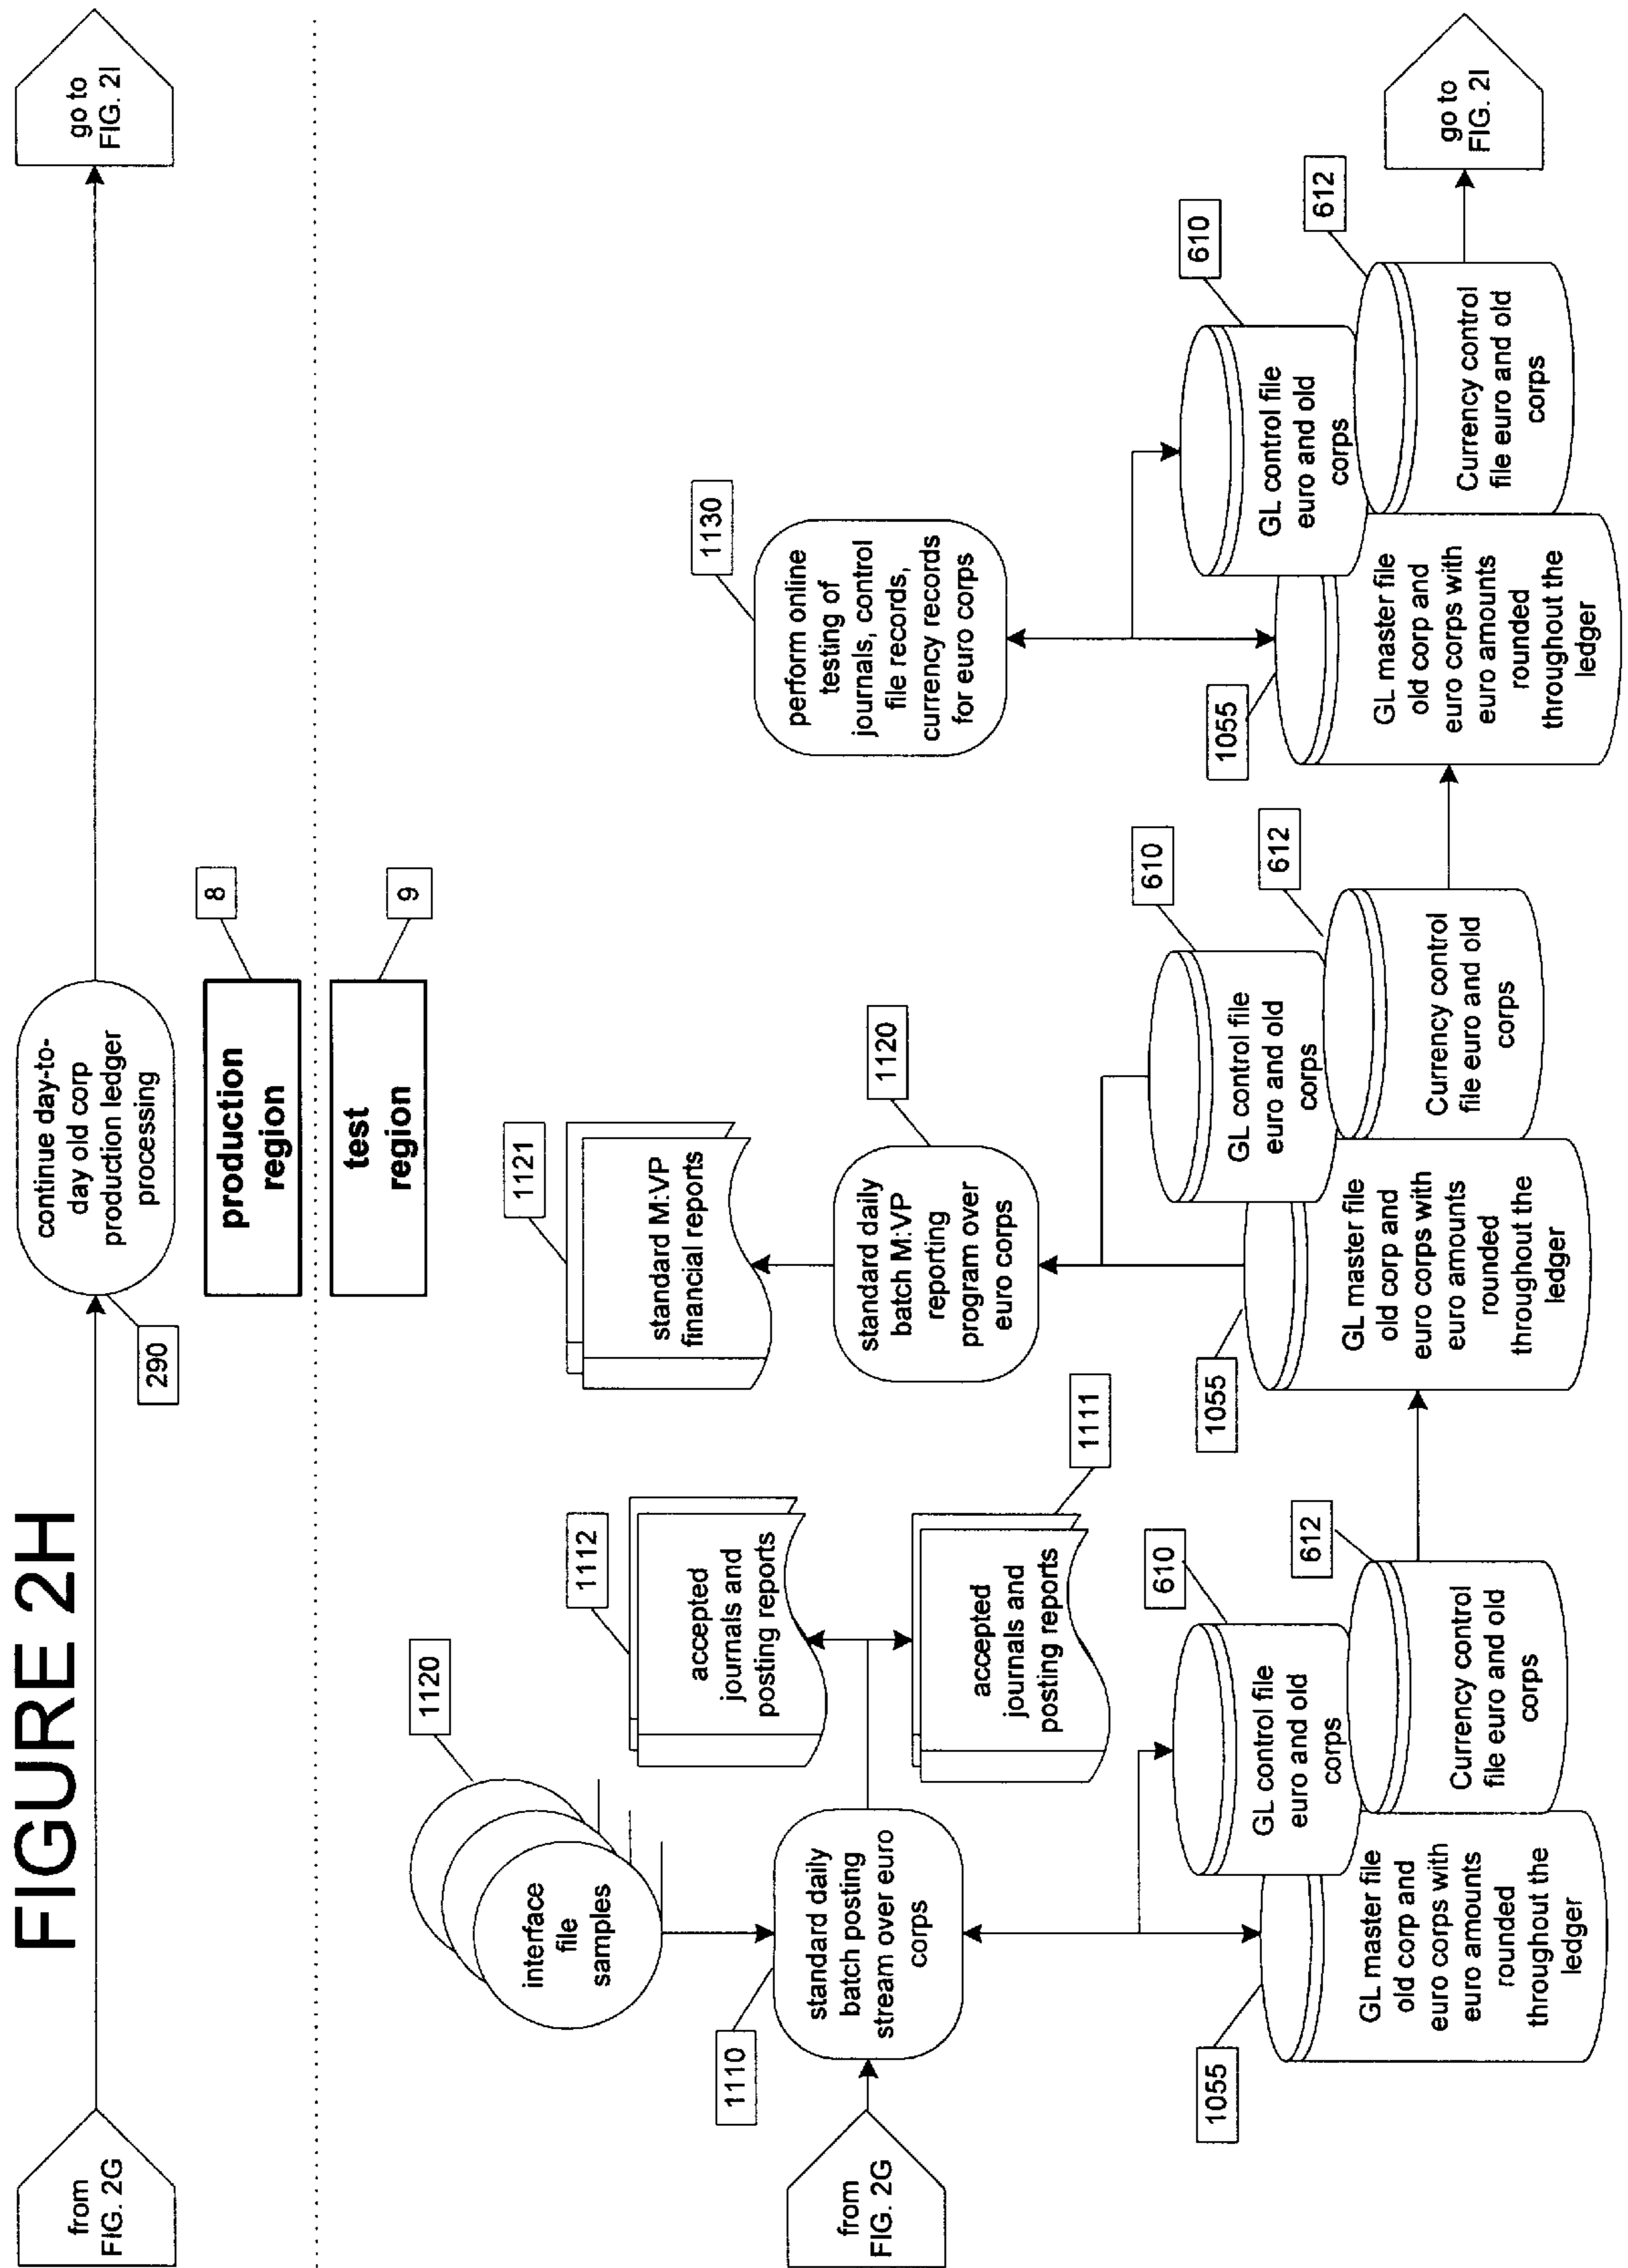 FIGURE 2H
from
FIG. 2G
290
continue day-to-
day old corp
production ledger
processing
go to
FIG. 2I
production
region
8
test
region
9
from
FIG. 2G
1110
standard daily
batch posting
stream over euro
corps
1120
interface
file
samples
1112
accepted
journals and
posting reports
accepted
journals and
posting reports
1111
1055
GL master file
old corp and
euro corps with
euro amounts
rounded
throughout the
ledger
610
GL control file
euro and old
corps
612
Currency control
file euro and old
corps
1121
standard M:VP
financial reports
standard daily
batch M:VP
reporting
program over
euro corps
1120
1055
GL master file
old corp and
euro corps with
euro amounts
rounded
throughout the
ledger
610
GL control file
euro and old
corps
612
Currency control
file euro and old
corps
1130
perform online
testing of
journals, control
file records,
currency records
for euro corps
1055
GL master file
old corp and
euro corps with
euro amounts
rounded
throughout the
ledger
610
GL control file
euro and old
corps
612
Currency control
file euro and old
corps
go to
FIG. 2I